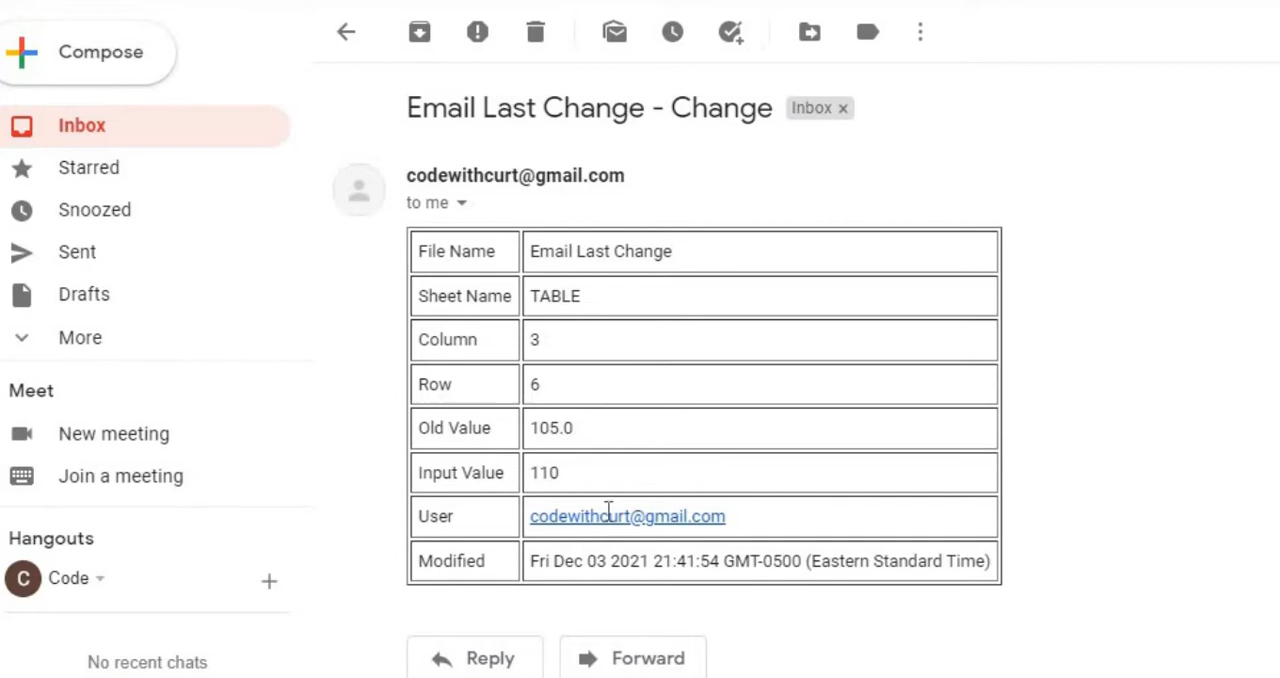 Compose
Inbox
Starred
Snoozed
Sent
Drafts
More
Meet
New meeting
Join a meeting
Hangouts
C Code
No recent chats
Email Last Change - Change Inbox x
codewithcurt@gmail.com
to me
File Name Email Last Change
Sheet Name TABLE
Column 3
Row 6
Old Value 105.0
Input Value 110
User codewithcurt@gmail.com
Modified Fri Dec 03 2021 21:41:54 GMT-0500 (Eastern Standard Time)
Reply Forward